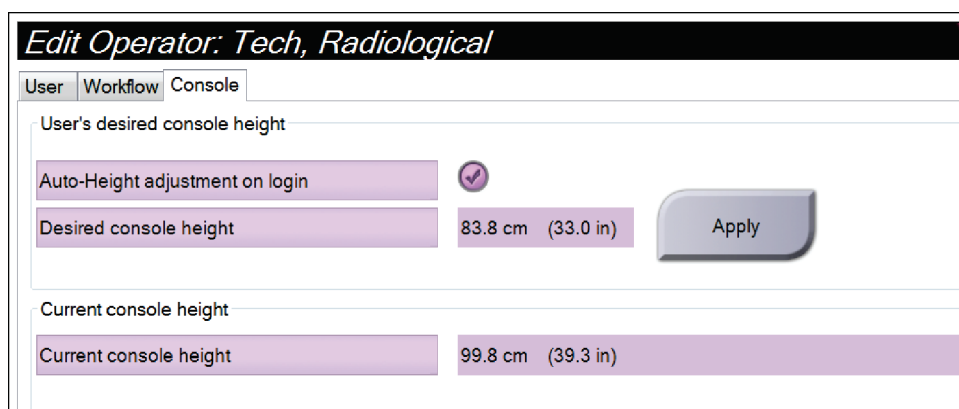 Edit Operator: Tech, Radiological
User Workflow Console
User's desired console height
Auto-Height adjustment on login
Desired console height 83.8 cm (33.0 in) Apply
Current console height
Current console height 99.8 cm (39.3 in)